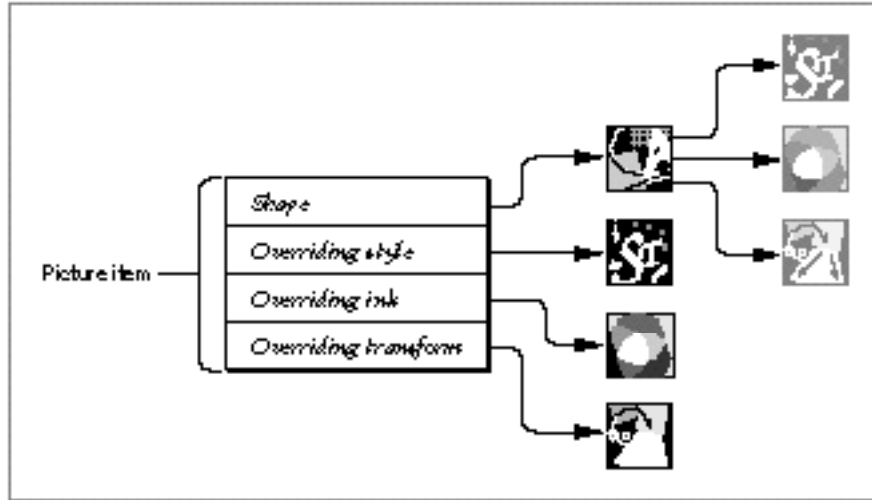 Shape
Overriding style
Picture item
Overriding ink
Overriding transform